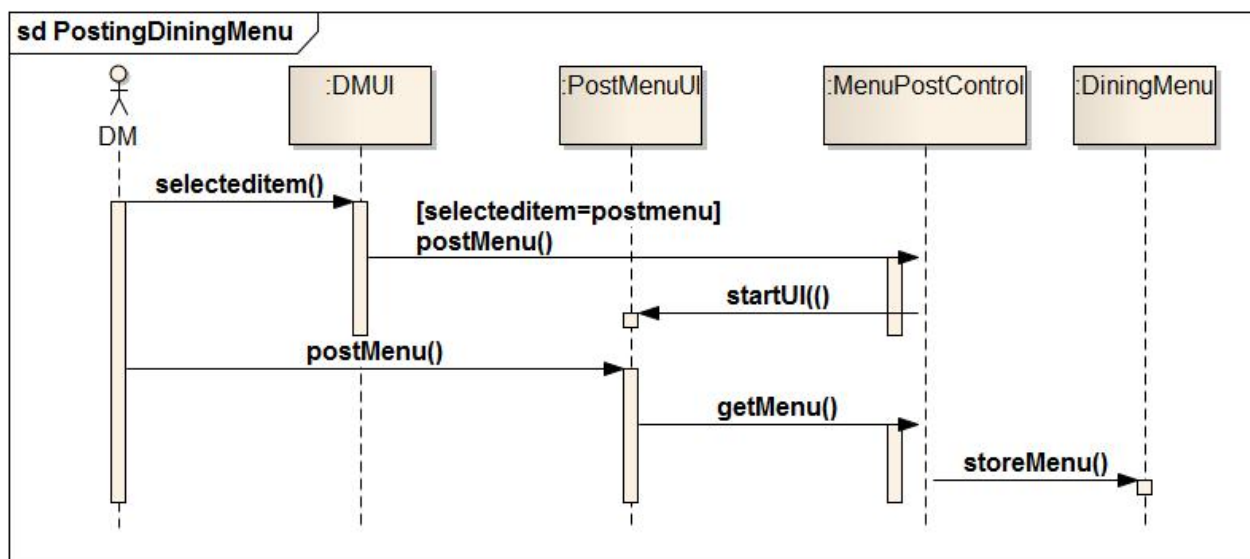 sd PostingDiningMenu
DM
:DMUI
:PostMenuUI
:MenuPostControl
:DiningMenu
selecteditem()
[selecteditem=postmenu]
postMenu()
startUI(()
postMenu()
getMenu()
storeMenu()